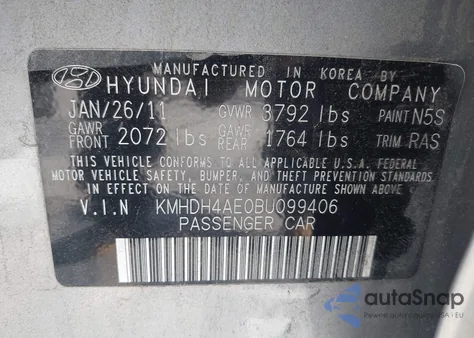 MANUFACTURED IN KOREA BY
HYUNDAI MOTOR COMPANY
JAN/26/11 GVWR 3792 lbs PAINT N5S
GAWR FRONT 2072 lbs GAWR REAR 1764 lbs TRIM RAS
THIS VEHICLE CONFORMS TO ALL APPLICABLE U.S.A. FEDERAL
MOTOR VEHICLE SAFETY, BUMPER, AND THEFT PREVENTION STANDARDS
IN EFFECT ON THE DATE OF MANUFACTURE SHOWN ABOVE.
V.I.N KMHDH4AE0BU099406
PASSENGER CAR
autoSnap